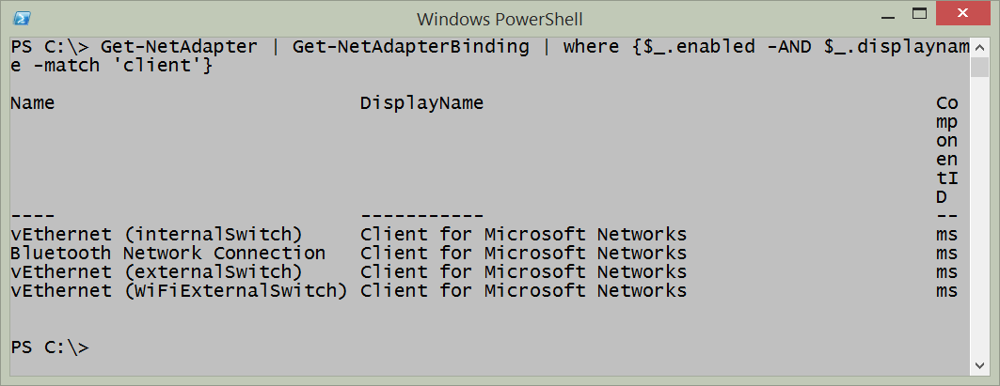 Windows PowerShell
PS C:\> Get-NetAdapter | Get-NetAdapterBinding | where {$_.enabled -AND $_.displaynam
e -match 'client'}
Name DisplayName Co
mp
on
en
tI
D
---- ----------- --
vEthernet (internalSwitch) Client for Microsoft Networks ms
Bluetooth Network Connection Client for Microsoft Networks ms
vEthernet (externalSwitch) Client for Microsoft Networks ms
vEthernet (WiFiExternalSwitch) Client for Microsoft Networks ms
PS C:\>